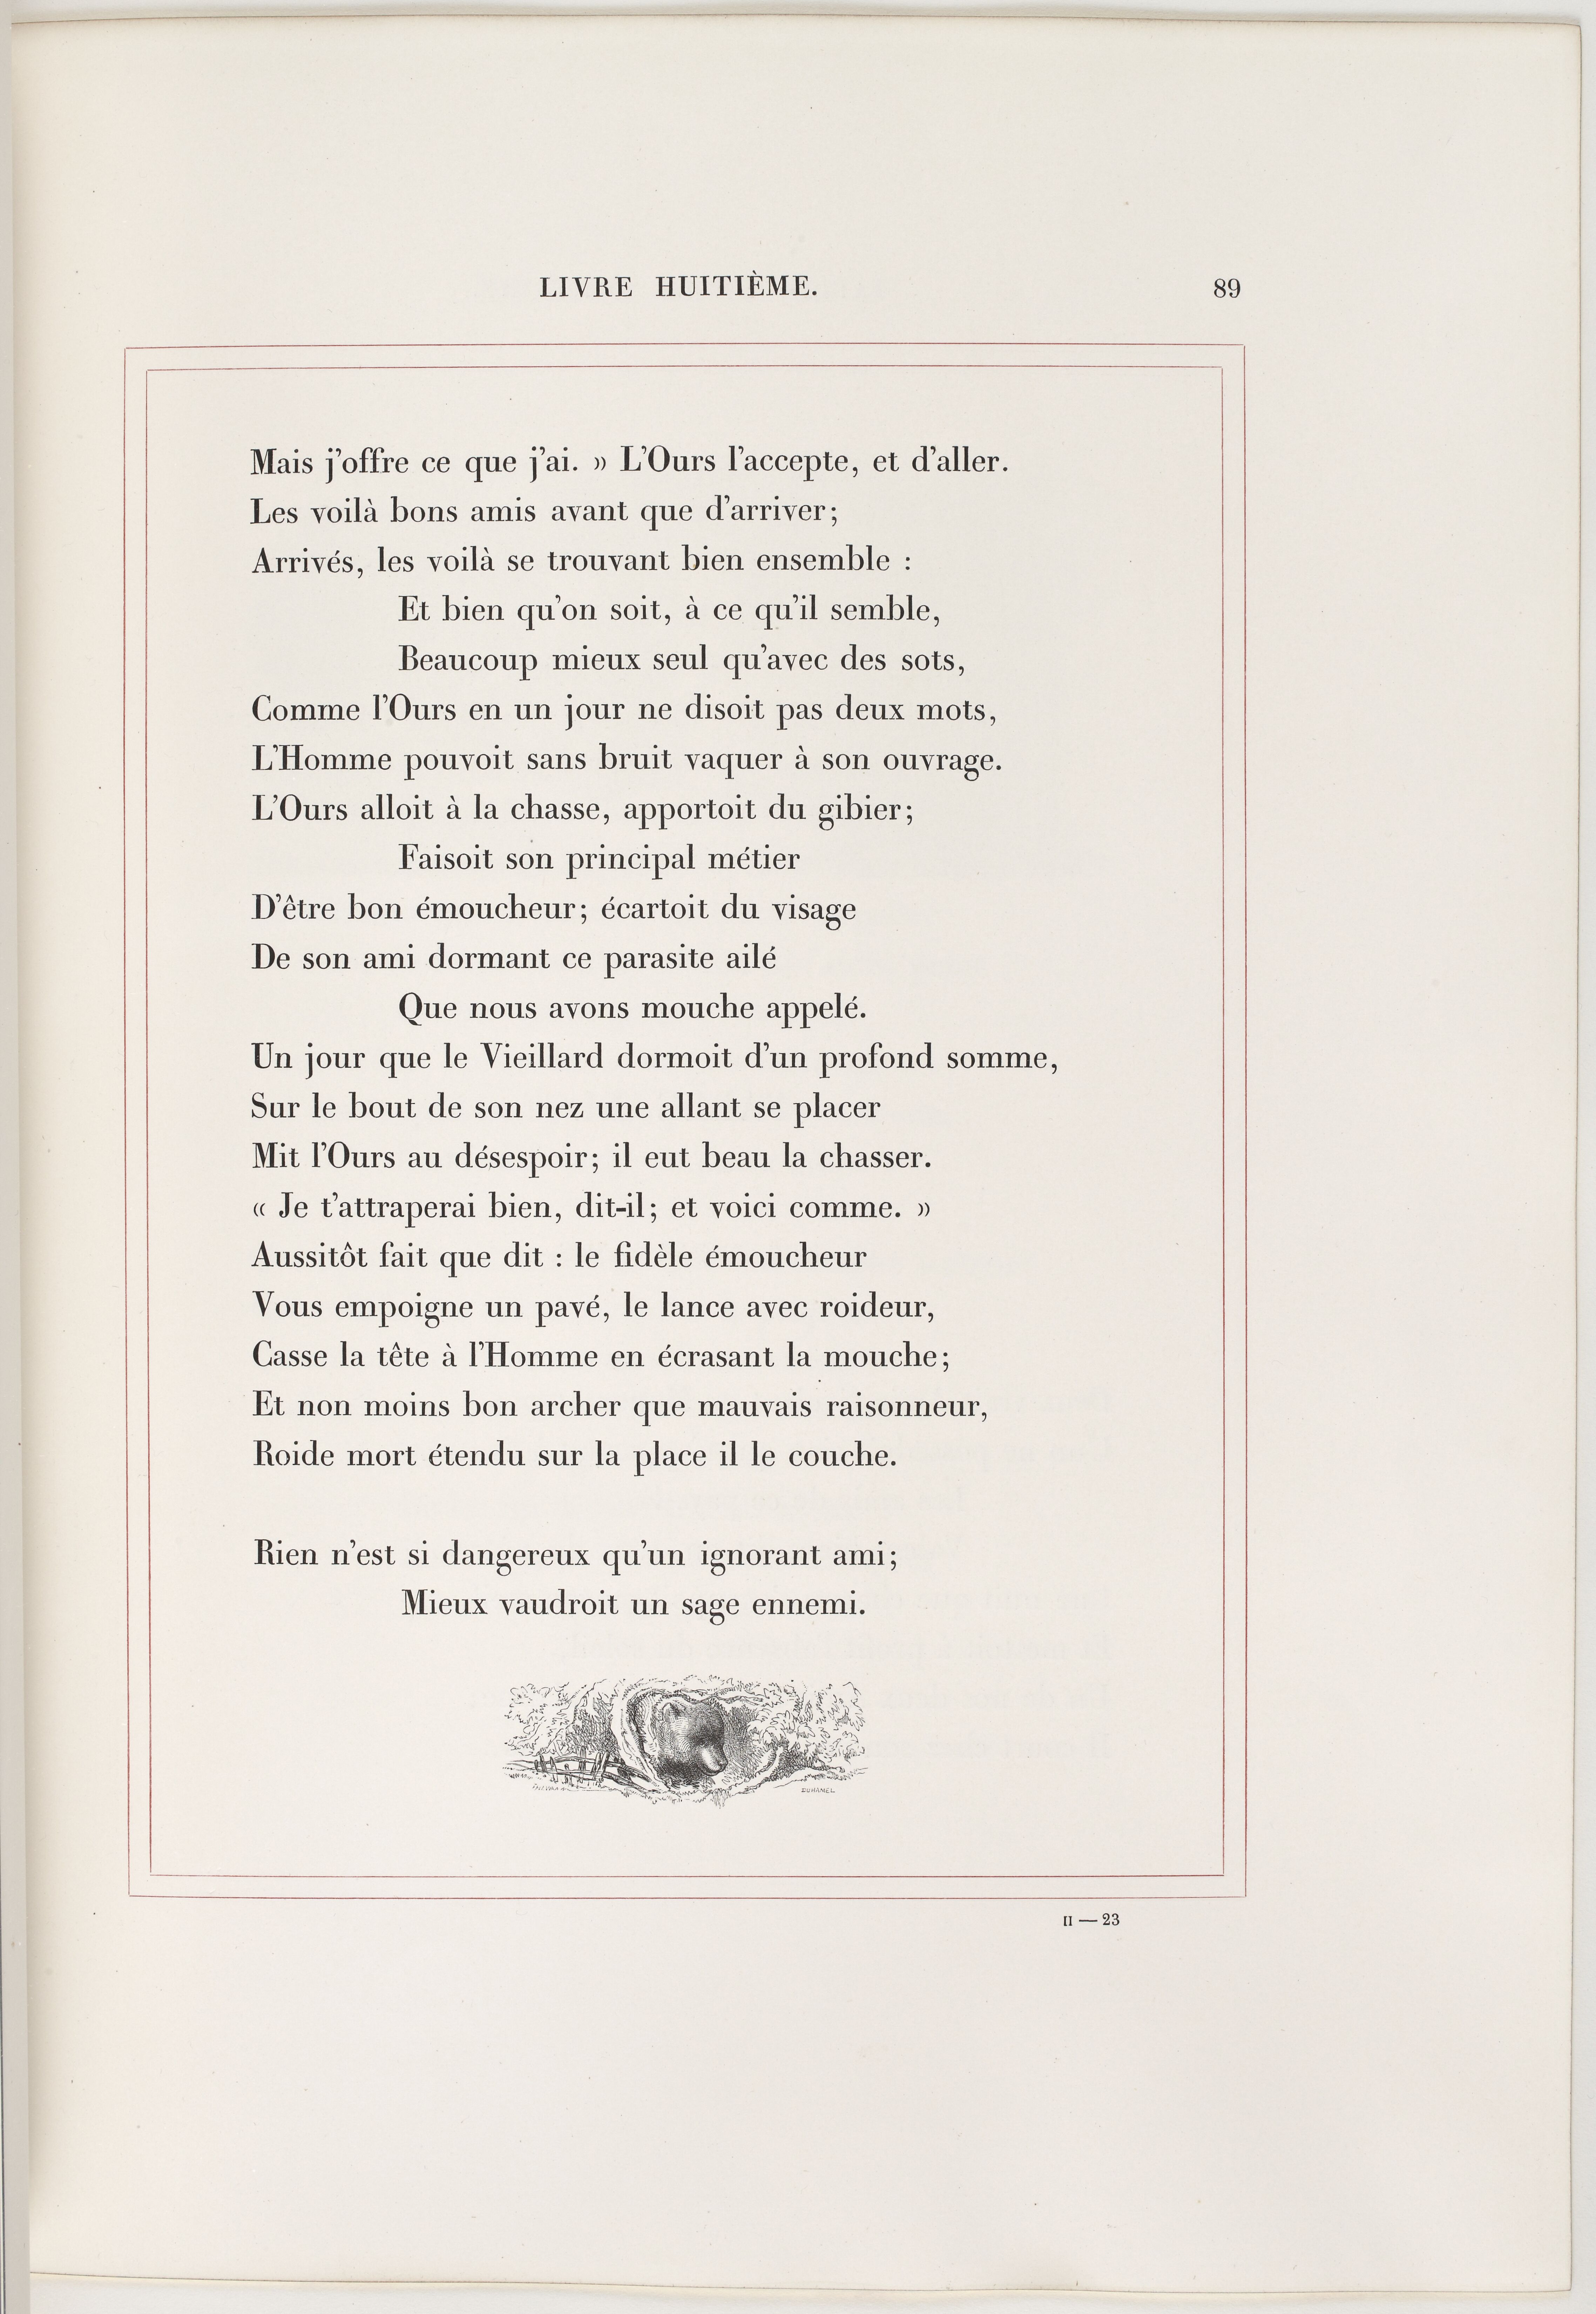 LIVRE HUITIÈME. 89
Mais j'offre ce que j'ai. » L'Ours l'accepte, et d'aller.
Les voilà bons amis avant que d'arriver;
Arrivés, les voilà se trouvant bien ensemble :
Et bien qu'on soit, à ce qu'il semble,
Beaucoup mieux seul qu'avec des sots,
Comme l'Ours en un jour ne disoit pas deux mots,
L'Homme pouvoit sans bruit vaquer à son ouvrage.
L'Ours alloit à la chasse, apportoit du gibier;
Faisoit son principal métier
D'être bon émoucheur; écartoit du visage
De son ami dormant ce parasite ailé
Que nous avons mouche appelé.
Un jour que le Vieillard dormoit d'un profond somme,
Sur le bout de son nez une allant se placer
Mit l'Ours au désespoir; il eut beau la chasser.
« Je t'attraperai bien, dit-il; et voici comme. »
Aussitôt fait que dit : le fidèle émoucheur
Vous empoigne un pavé, le lance avec roideur,
Casse la tête à l'Homme en écrasant la mouche;
Et non moins bon archer que mauvais raisonneur,
Roide mort étendu sur la place il le couche.
Rien n'est si dangereux qu'un ignorant ami;
Mieux vaudroit un sage ennemi.
DUHAMEL
II — 23